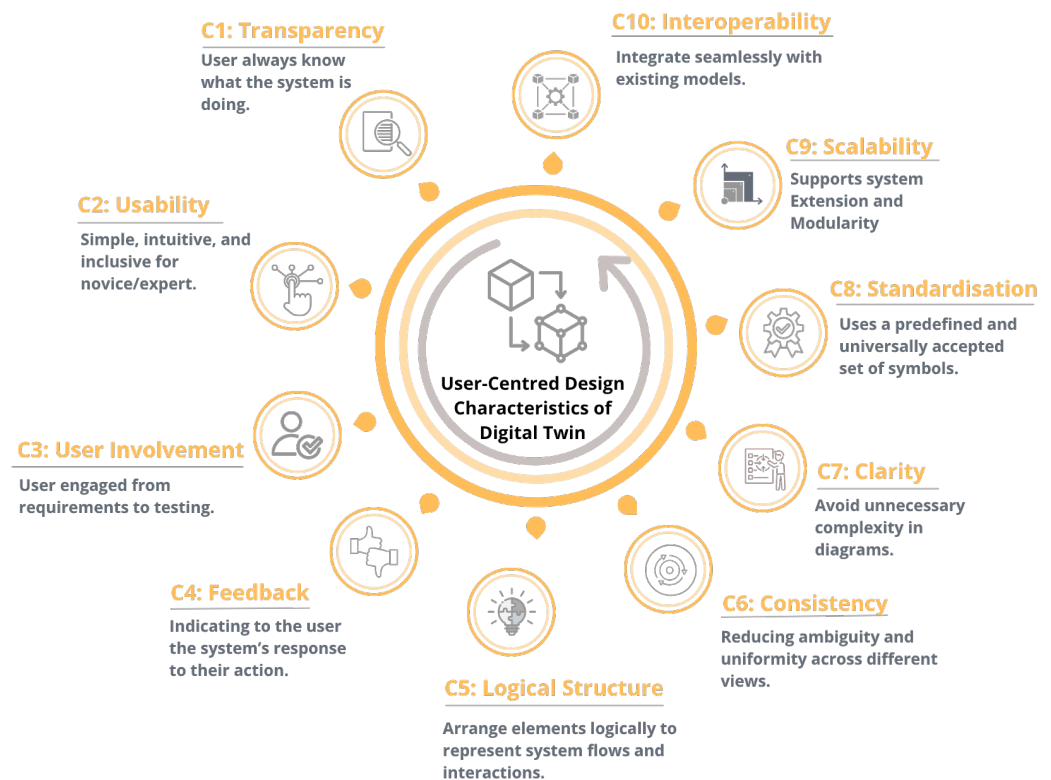 C1: Transparency
User always know
what the system is
doing.
C2: Usability
Simple, intuitive, and
inclusive for
novice/expert.
C3: User Involvement
User engaged from
requirements to testing.
C4: Feedback
Indicating to the user
the system's response
to their action.
C5: Logical Structure
Arrange elements logically to
represent system flows and
interactions.
C6: Consistency
Reducing ambiguity and
uniformity across different
views.
C7: Clarity
Avoid unnecessary
complexity in
diagrams.
C8: Standardisation
Uses a predefined and
universally accepted
set of symbols.
C9: Scalability
Supports system
Extension and
Modularity
C10: Interoperability
Integrate seamlessly with
existing models.
User-Centred Design
Characteristics of
Digital Twin